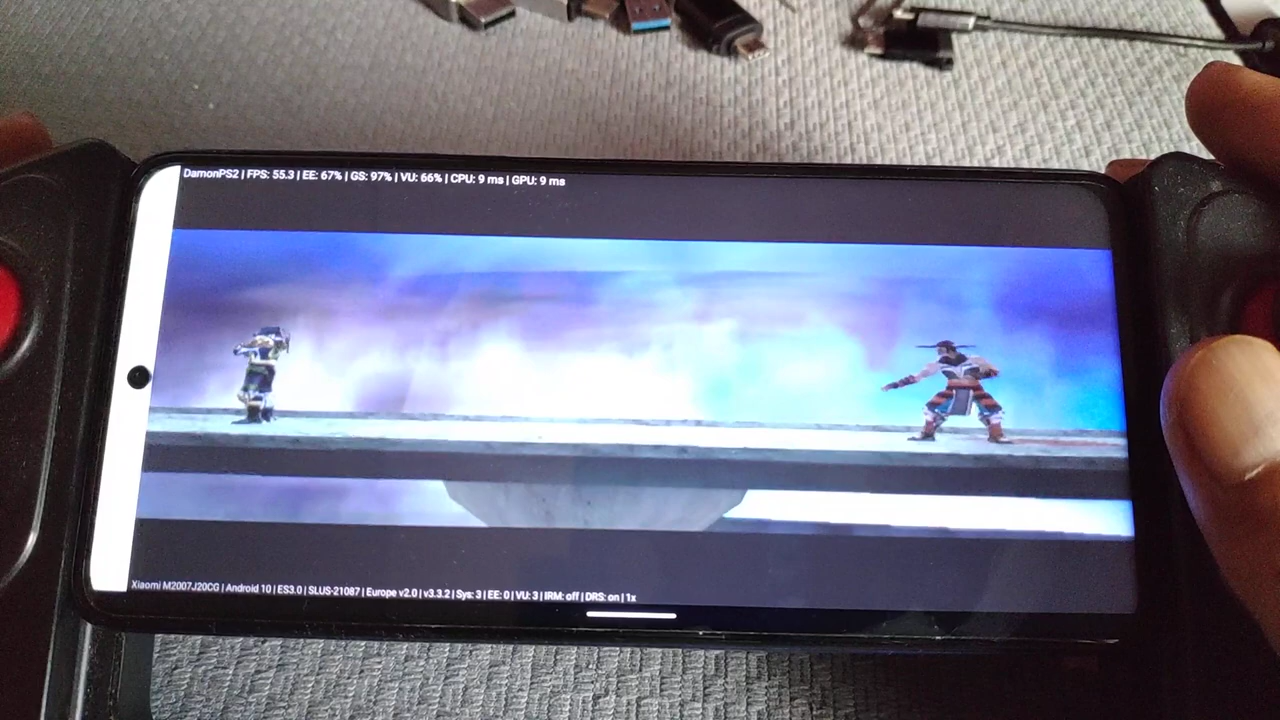 DamonPS2 | FPS: 55.3 | EE: 67% | GS: 97% | VU: 66% | CPU: 9 ms | GPU: 9 ms
Xiaomi M2007J20CG | Android 10 | ES3.0 | SLUS-21087 | Europe v2.0 | v3.3.2 | Sys: 3 | EE: 0 | VU: 3 | IRM: off | DRS: on | 1x